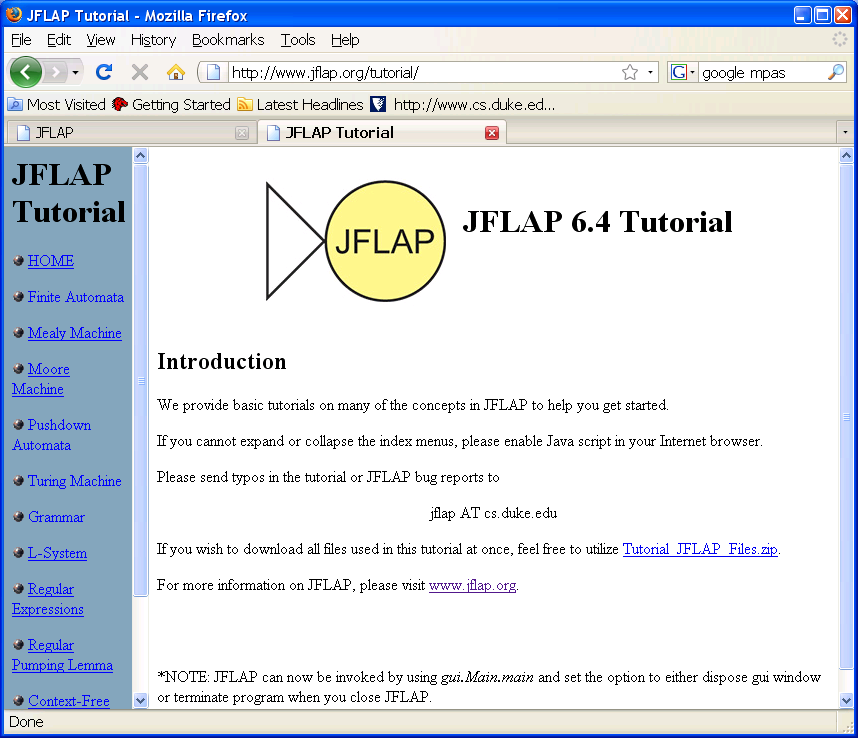 JFLAP Tutorial - Mozilla Firefox
File Edit View History Bookmarks Tools Help
http://www.jflap.org/tutorial/
G google mpas
Most Visited Getting Started Latest Headlines http://www.cs.duke.ed...
JFLAP
JFLAP Tutorial
JFLAP
Tutorial
HOME
Finite Automata
Mealy Machine
Moore
Machine
Pushdown
Automata
Turing Machine
Grammar
L-System
Regular
Expressions
Regular
Pumping Lemma
Context-Free
JFLAP
JFLAP 6.4 Tutorial
Introduction
We provide basic tutorials on many of the concepts in JFLAP to help you get started.
If you cannot expand or collapse the index menus, please enable Java script in your Internet browser.
Please send typos in the tutorial or JFLAP bug reports to
jflap AT cs.duke.edu
If you wish to download all files used in this tutorial at once, feel free to utilize Tutorial_JFLAP_Files.zip.
For more information on JFLAP, please visit www.jflap.org.
*NOTE: JFLAP can now be invoked by using gui.Main.main and set the option to either dispose gui window
or terminate program when you close JFLAP.
Done